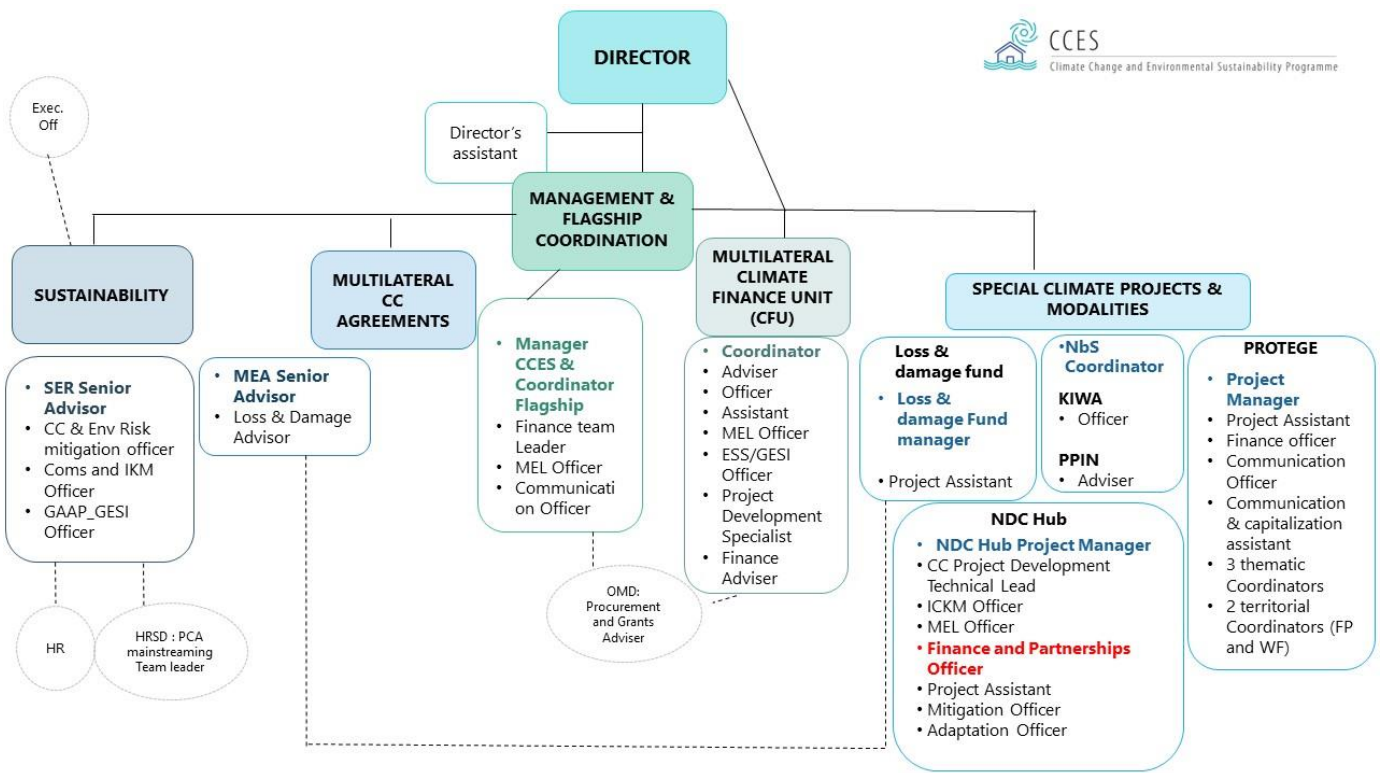 DIRECTOR
CCES
Climate Change and Environmental Sustainability Programme
Exec.
Off
Director's
assistant
MANAGEMENT &
FLAGSHIP
COORDINATION
SUSTAINABILITY
MULTILATERAL
CC
AGREEMENTS
MULTILATERAL
CLIMATE
FINANCE UNIT
(CFU)
SPECIAL CLIMATE PROJECTS &
MODALITIES
• SER Senior
Advisor
• CC & Env Risk
mitigation officer
• Coms and IKM
Officer
• GAAP_GESI
Officer
• MEA Senior
Advisor
• Loss & Damage
Advisor
• Manager
CCES &
Coordinator
Flagship
• Finance team
Leader
• MEL Officer
• Communicati
on Officer
• Coordinator
• Adviser
• Officer
• Assistant
• MEL Officer
• ESS/GESI
Officer
• Project
Development
Specialist
• Finance
Adviser
Loss &
damage fund
• Loss &
damage Fund
manager
• Project Assistant
•NbS
Coordinator
KIWA
• Officer
PPIN
• Adviser
PROTEGE
• Project
Manager
• Project Assistant
• Finance officer
• Communication
Officer
• Communication
& capitalization
assistant
• 3 thematic
Coordinators
• 2 territorial
Coordinators (FP
and WF)
NDC Hub
• NDC Hub Project Manager
• CC Project Development
Technical Lead
• ICKM Officer
• MEL Officer
• Finance and Partnerships
Officer
• Project Assistant
• Mitigation Officer
• Adaptation Officer
HR
HRSD : PCA
mainstreaming
Team leader
OMD:
Procurement
and Grants
Adviser